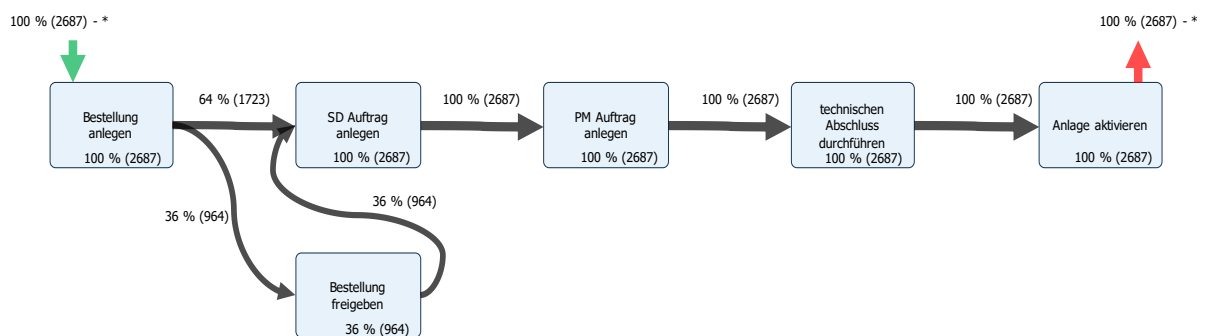 100 % (2687) - *
100 % (2687) - *
Bestellung
anlegen
100 % (2687)
64 % (1723)
SD Auftrag
anlegen
100 % (2687)
100 % (2687)
PM Auftrag
anlegen
100 % (2687)
100 % (2687)
technischen
Abschluss
durchführen
100 % (2687)
100 % (2687)
Anlage aktivieren
100 % (2687)
36 % (964)
36 % (964)
Bestellung
freigeben
36 % (964)